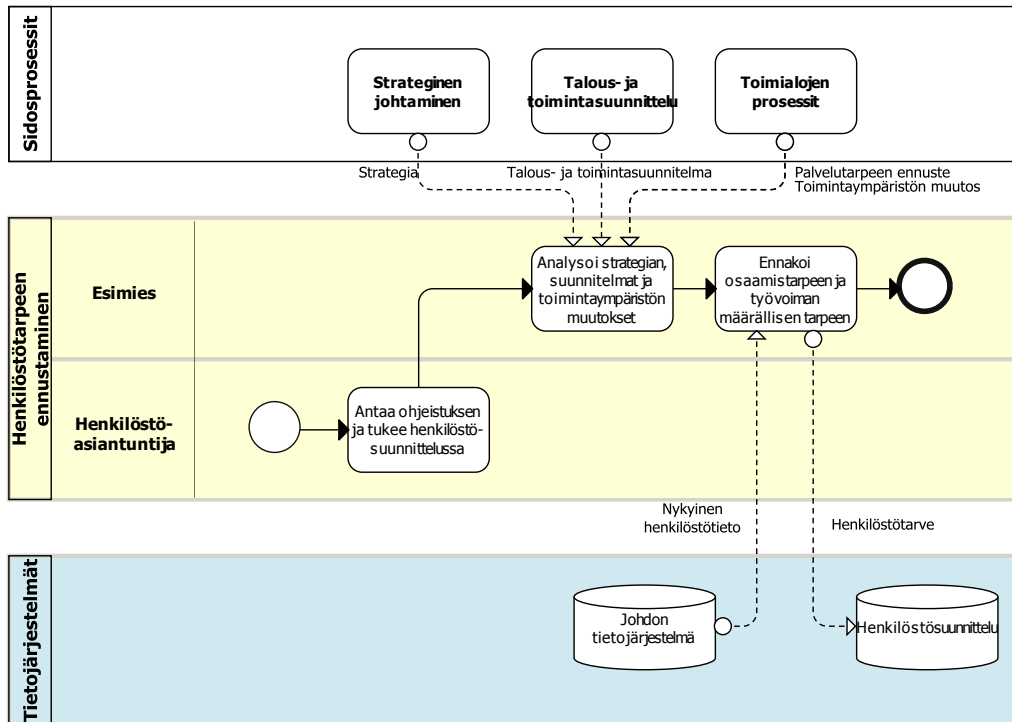 Sidosprosessit
Strateginen
johtaminen
Talous- ja
toimintasuunnittelu
Toimialojen
prosessit
Strategia
Talous- ja toimintasuunnitelma
Palvelutarpeen ennuste
Toimintaympäristön muutos
Henkilöstötarpeen
ennustaminen
Esimies
Analysoi strategian,
suunnitelmat ja
toimintaympäristön
muutokset
Ennakoi
osaamistarpeen ja
työvoiman
määrällisen tarpeen
Henkilöstö-
asiantuntija
Antaa ohjeistuksen
ja tukee henkilöstö-
suunnittelussa
Nykyinen
henkilöstötieto
Henkilöstötarve
Tietojärjestelmät
Johdon
tietojärjestelmä
Henkilöstösuunnittelu